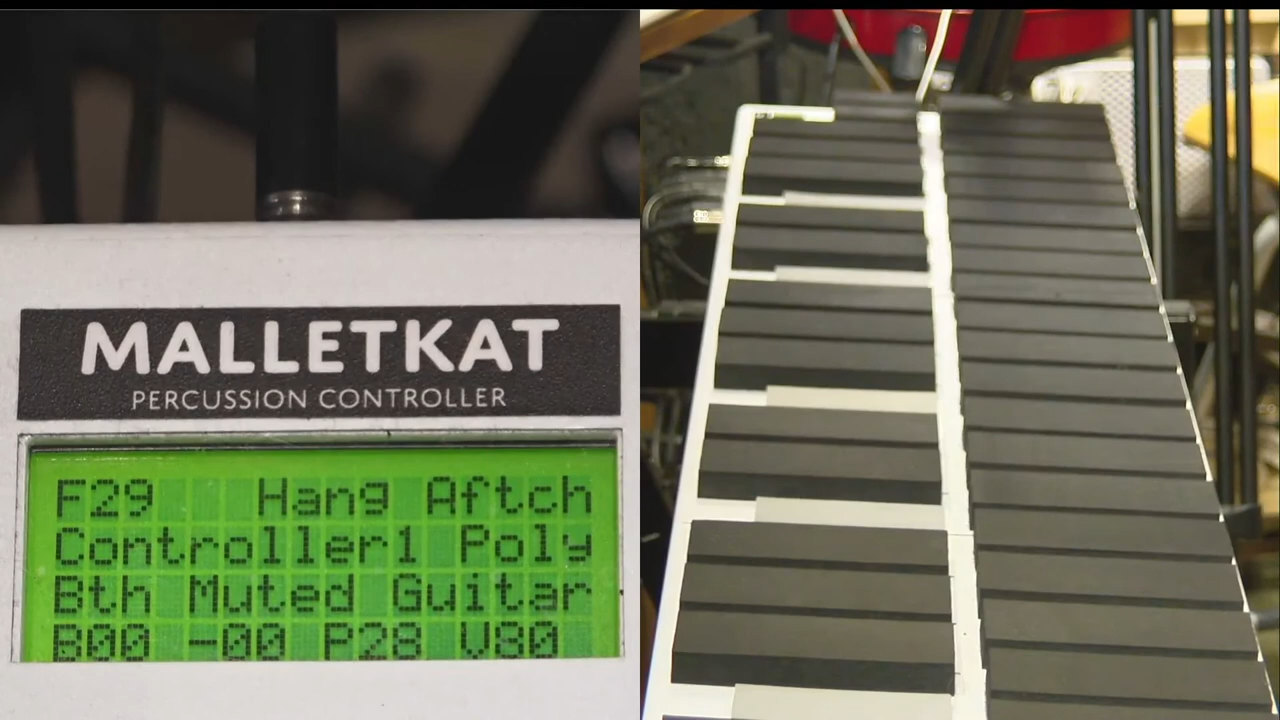 MALLETKAT
PERCUSSION CONTROLLER
F29 Hang Aftch
Controller1 Poly
Bth Muted Guitar
B00 -00 P28 V80